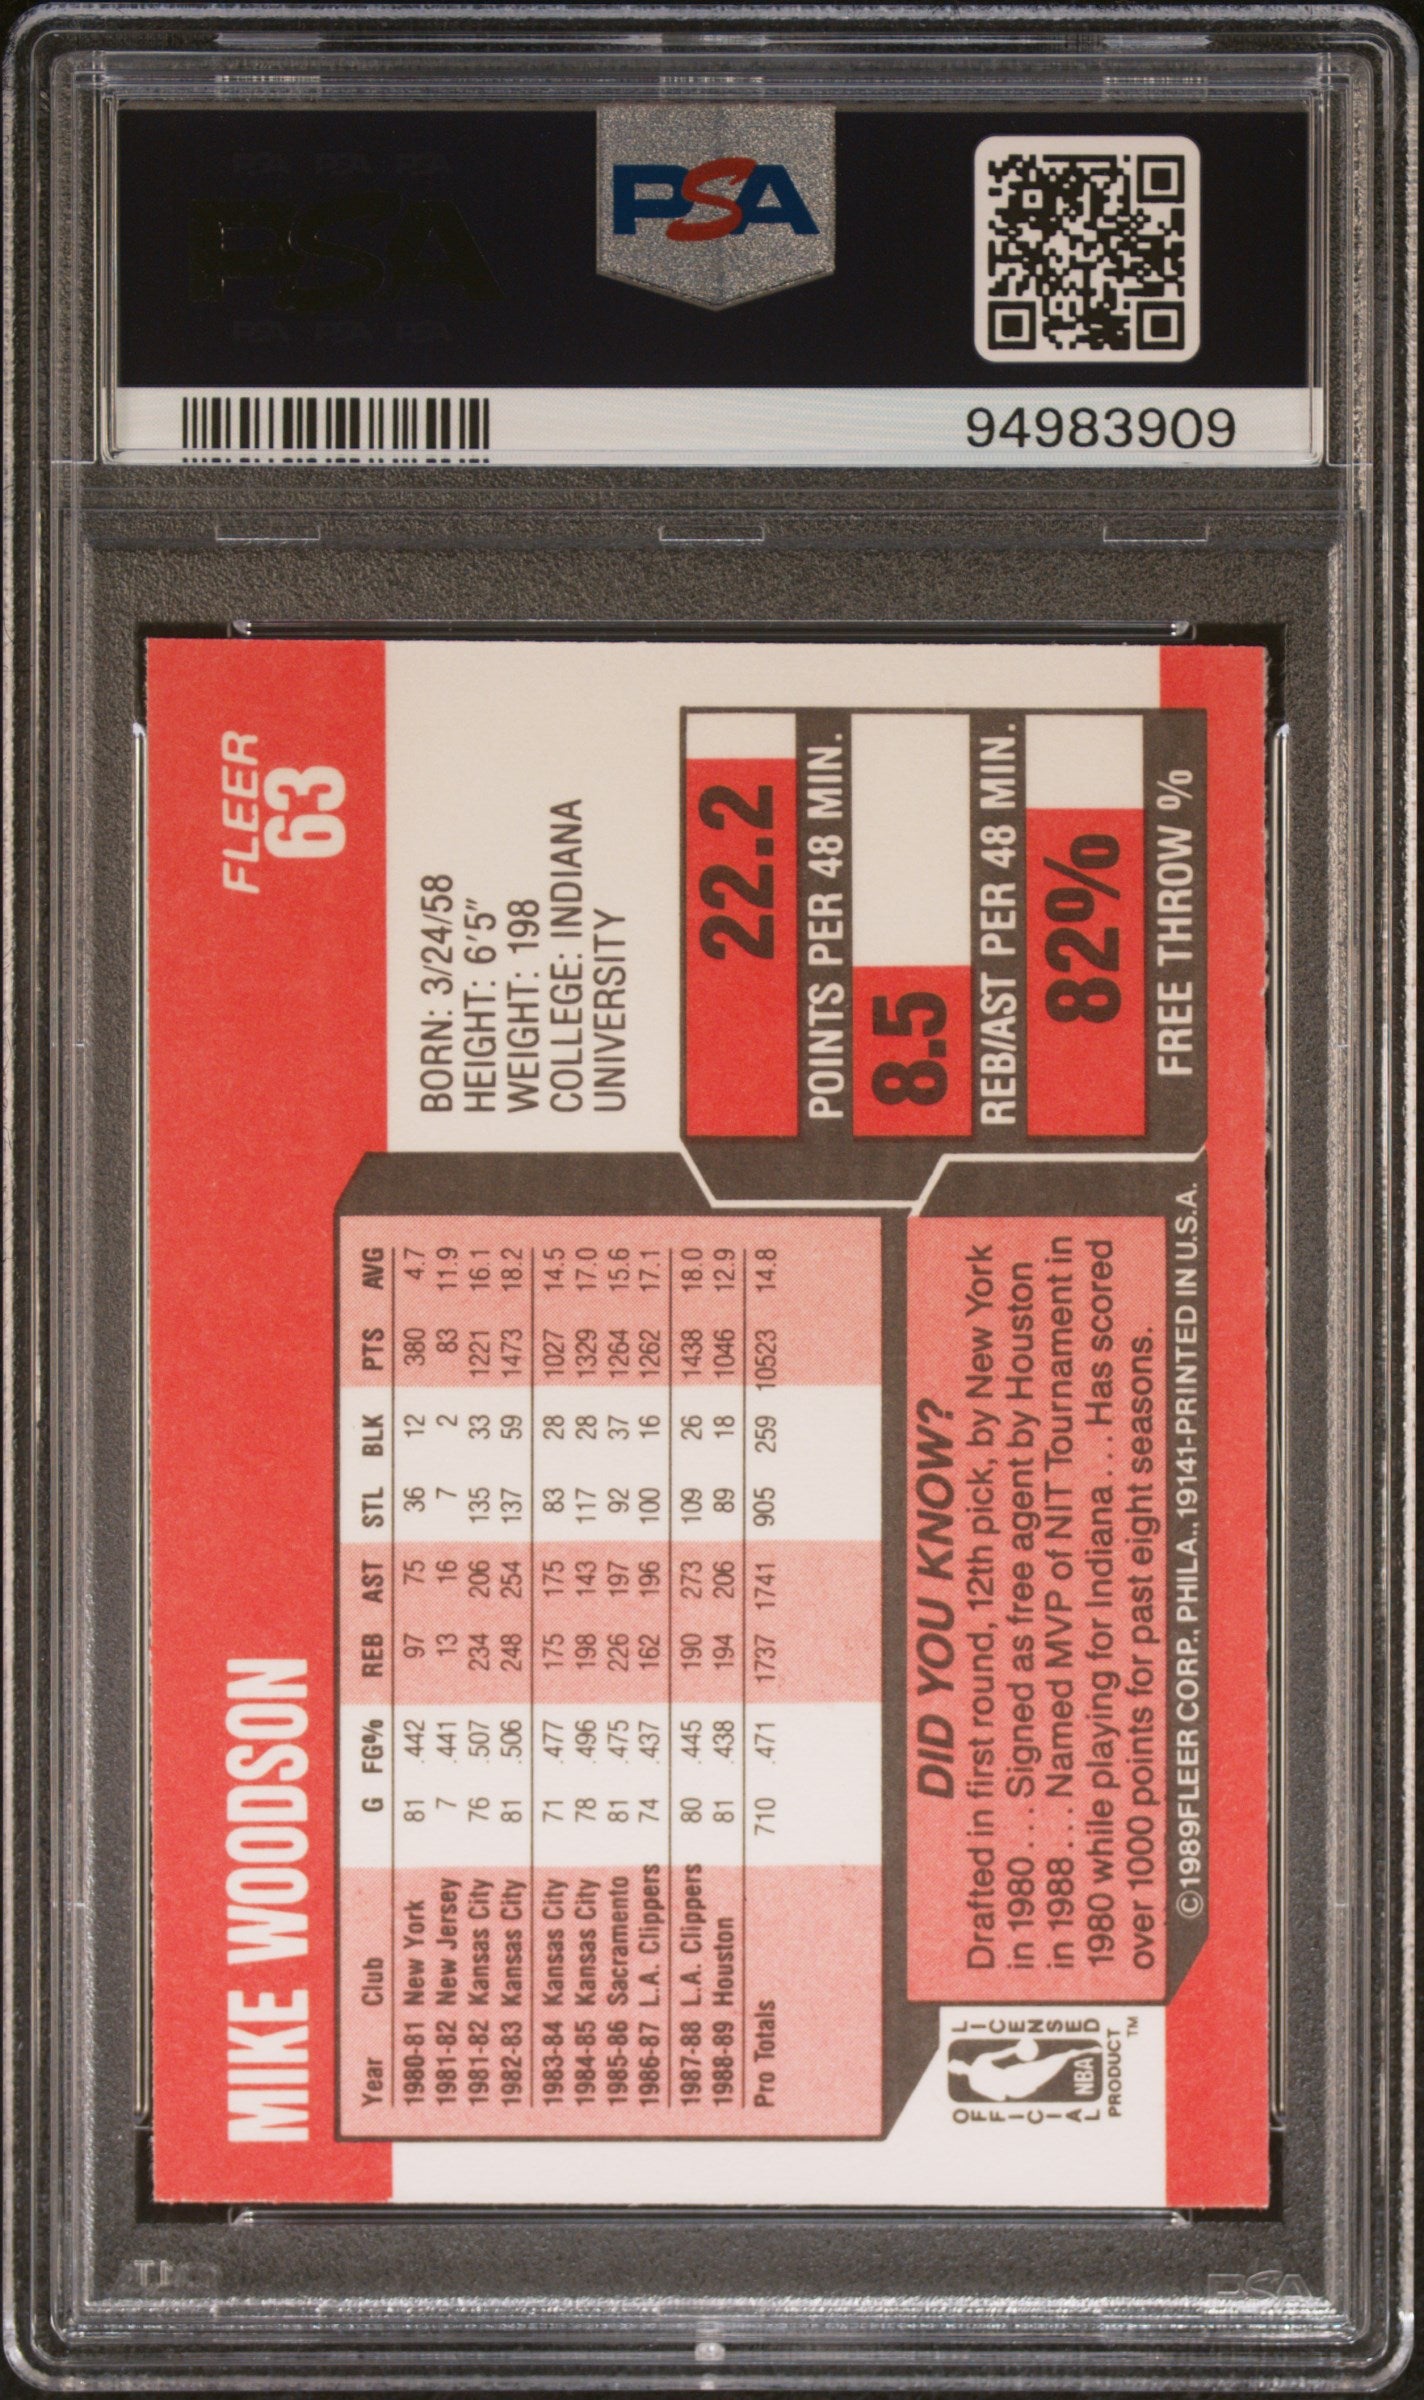 PSA
PSA
94983909
FLEER
63
MIKE WOODSON
BORN: 3/24/58
HEIGHT: 6'5"
WEIGHT: 198
COLLEGE: INDIANA
UNIVERSITY
Year Club G FG% REB AST STL BLK PTS AVG
1980-81 New York 81 .442 97 75 36 12 380 4.7
1981-82 New Jersey 7 .441 13 16 7 2 83 11.9
1981-82 Kansas City 76 .507 234 206 135 33 1221 16.1
1982-83 Kansas City 81 .506 248 254 137 59 1473 18.2
1983-84 Kansas City 71 .477 175 175 83 28 1027 14.5
1984-85 Kansas City 78 .496 198 143 117 28 1329 17.0
1985-86 Sacramento 81 .475 226 197 92 37 1264 15.6
1986-87 L.A. Clippers 74 .437 162 196 100 16 1262 17.1
1987-88 L.A. Clippers 80 .445 190 273 109 26 1438 18.0
1988-89 Houston 81 .438 194 206 89 18 1046 12.9
Pro Totals 710 .471 1737 1741 905 259 10523 14.8
22.2
POINTS PER 48 MIN.
8.5
REB/AST PER 48 MIN.
82%
FREE THROW %
DID YOU KNOW?
Drafted in first round, 12th pick, by New York
in 1980 . . . Signed as free agent by Houston
in 1988 . . . Named MVP of NIT Tournament in
1980 while playing for Indiana . . . Has scored
over 1000 points for past eight seasons.
©1989FLEER CORP., PHILA., 19141-PRINTED IN U.S.A.
OFFICIAL LICENSED
NBA
PRODUCT™
PSA